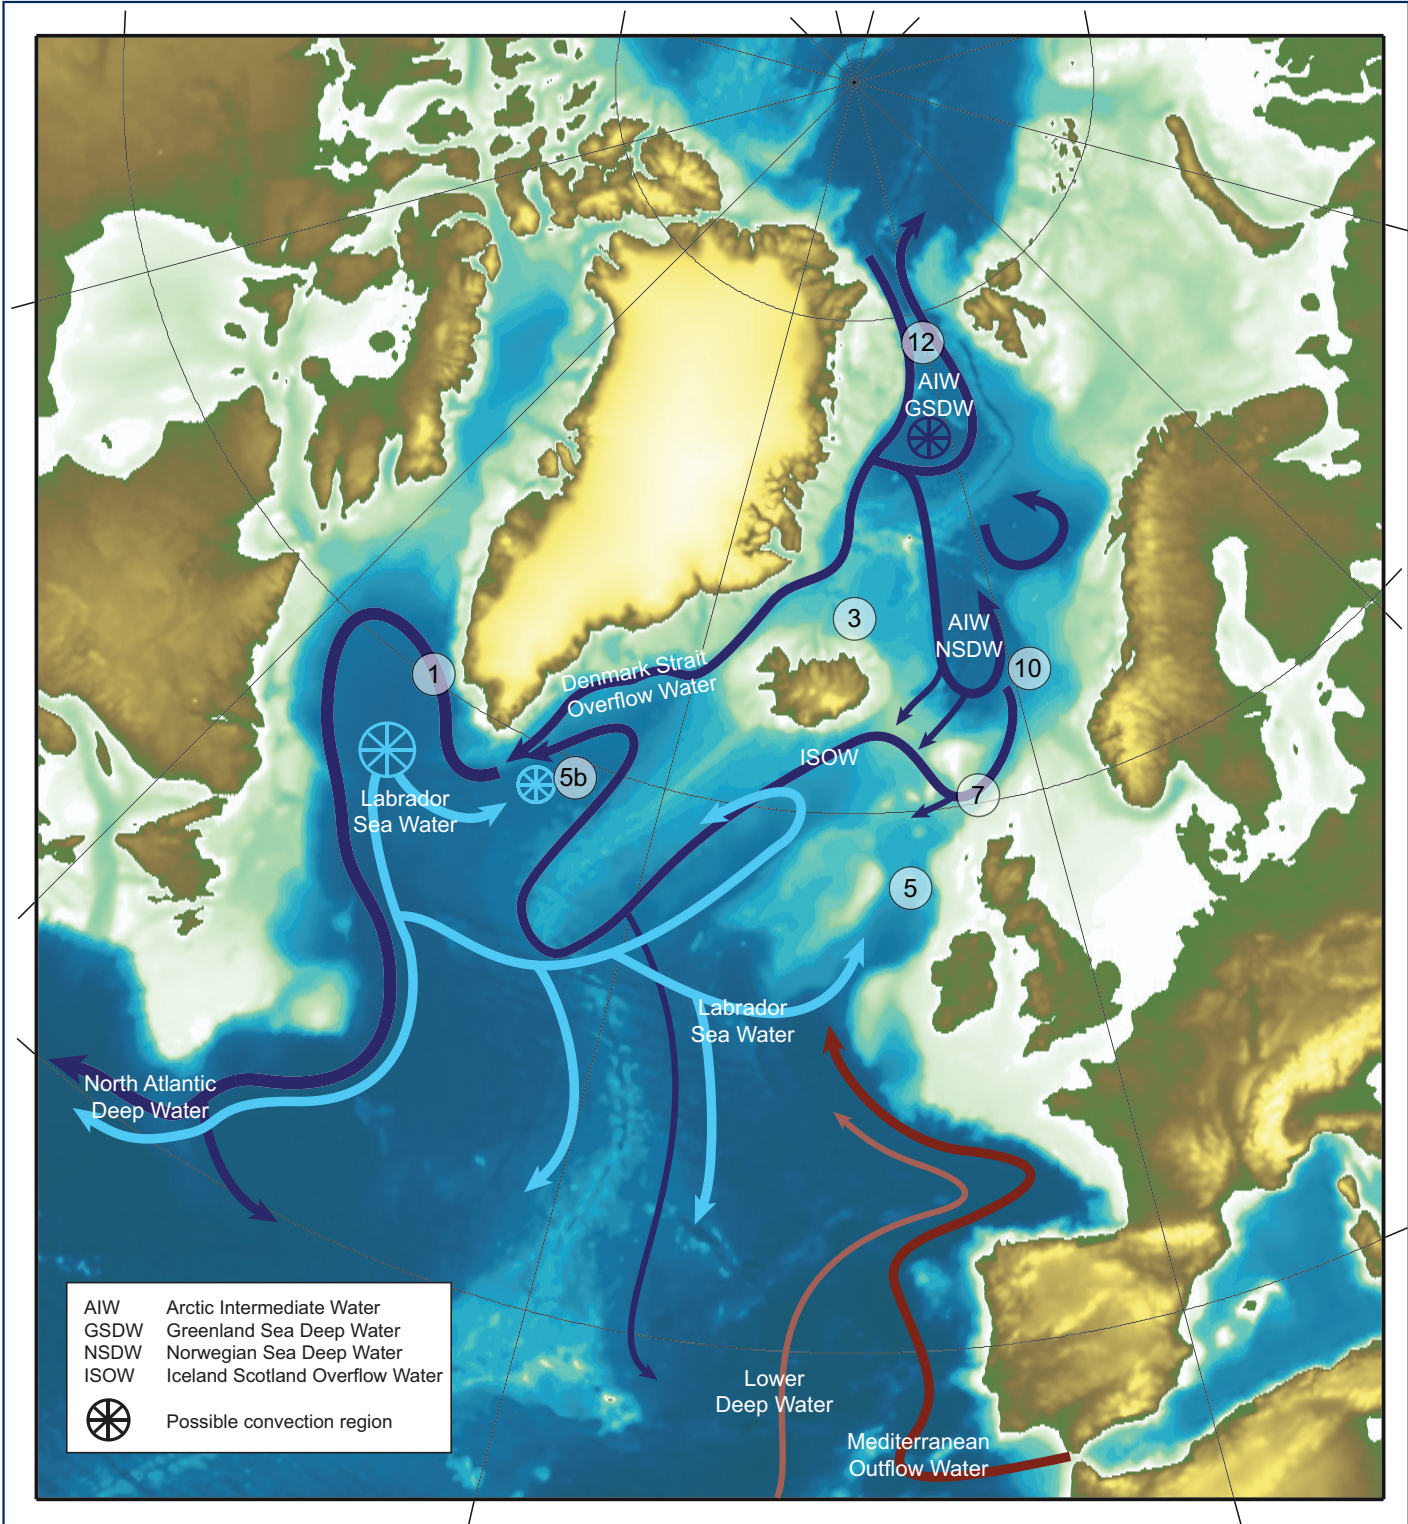 12
AIW
GSDW
3
AIW
NSDW
10
1
Denmark Strait
Overflow Water
ISOW
5b
7
Labrador
Sea Water
5
Labrador
Sea Water
North Atlantic
Deep Water
Lower
Deep Water
Mediterranean
Outflow Water
AIW Arctic Intermediate Water
GSDW Greenland Sea Deep Water
NSDW Norwegian Sea Deep Water
ISOW Iceland Scotland Overflow Water
Possible convection region